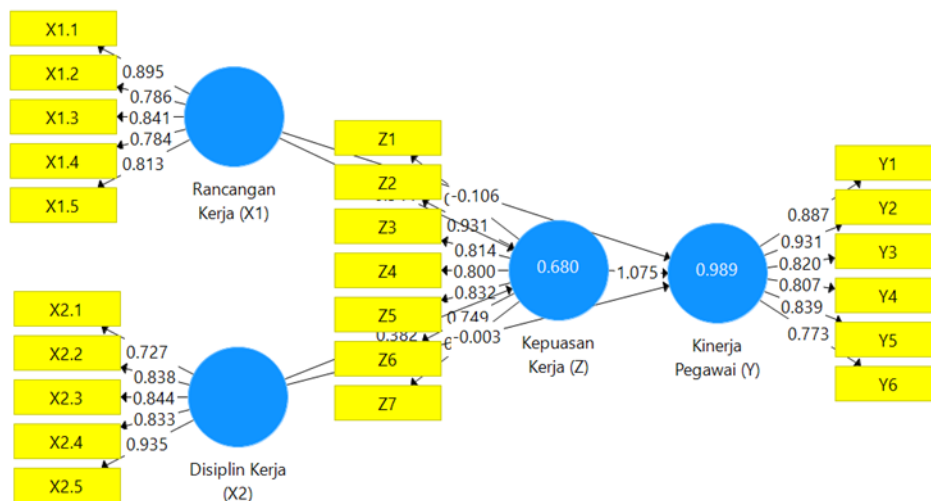 X1.1
X1.2
X1.3
X1.4
X1.5
0.895
0.786
0.841
0.784
0.813
Rancangan
Kerja (X1)
X2.1
X2.2
X2.3
X2.4
X2.5
0.727
0.838
0.844
0.833
0.935
Disiplin Kerja
(X2)
Z1
Z2
Z3
Z4
Z5
Z6
Z7
-0.106
0.931
0.814
0.800
0.832
0.749
0.382
-0.003
0.680
Kepuasan
Kerja (Z)
1.075
0.989
Kinerja
Pegawai (Y)
0.887
0.931
0.820
0.807
0.839
0.773
Y1
Y2
Y3
Y4
Y5
Y6